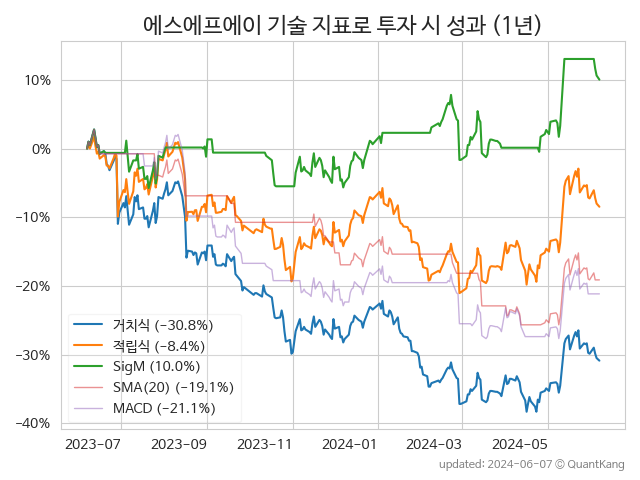 에스에프에이 기술 지표로 투자 시 성과 (1년)
10%
0%
−10%
−20%
−30%
−40%
거치식 (−30.8%)
적립식 (−8.4%)
SigM (10.0%)
SMA(20) (−19.1%)
MACD (−21.1%)
2023−07
2023−09
2023−11
2024−01
2024−03
2024−05
updated: 2024−06−07 © QuantKang